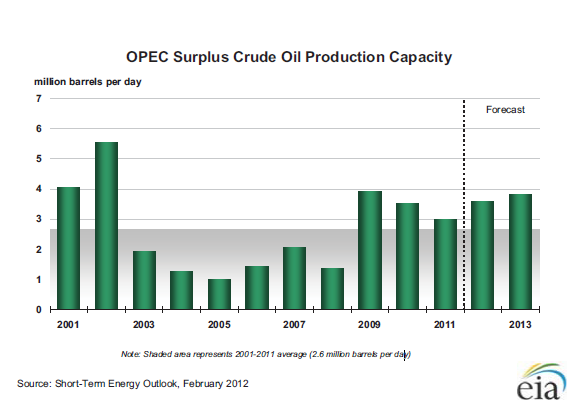 OPEC Surplus Crude Oil Production Capacity
million barrels per day
7
Forecast
6
5
4
3
2
1
0
2001 2003 2005 2007 2009 2011 2013
Note: Shaded area represents 2001-2011 average (2.6 million barrels per day)
Source: Short-Term Energy Outlook, February 2012
eia